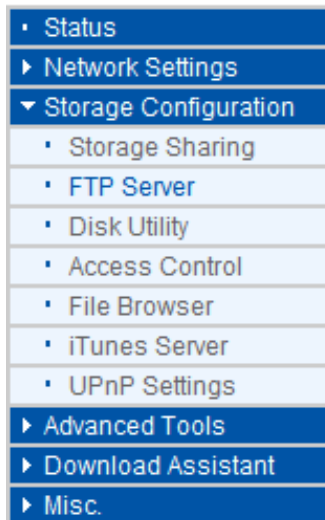 Status
Network Settings
Storage Configuration
Storage Sharing
FTP Server
Disk Utility
Access Control
File Browser
iTunes Server
UPnP Settings
Advanced Tools
Download Assistant
Misc.